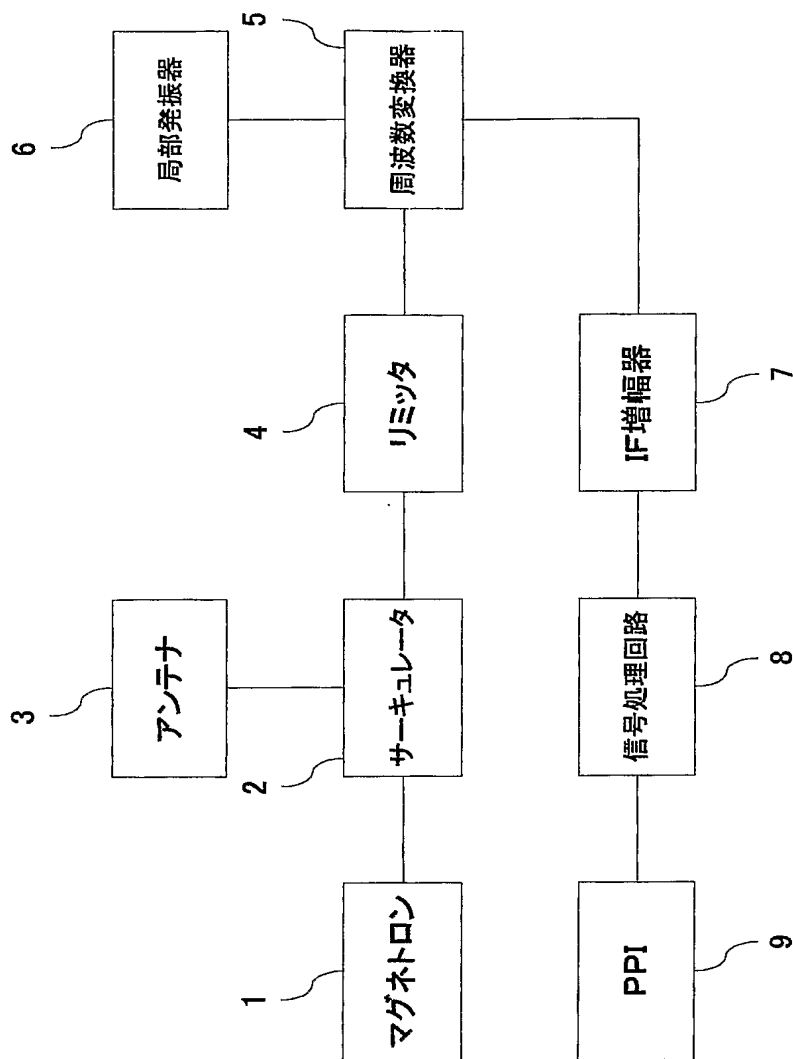 1
マグネトロン
2
サーキュレータ
3
アンテナ
4
リミッタ
5
周波数変換器
6
局部発振器
7
IF増幅器
8
信号処理回路
9
PPI